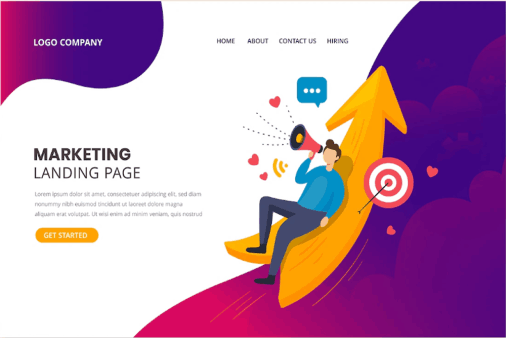 LOGO COMPANY
HOME ABOUT CONTACT US HIRING
MARKETING
LANDING PAGE
Lorem ipsum dolor sit amet, consectetuer adipiscing elit, sed diam
nonummy nibh euismod tincidunt ut laoreet dolore magna
aliquam erat volutpat. Ut wisi enim ad minim veniam, quis nostrud
GET STARTED